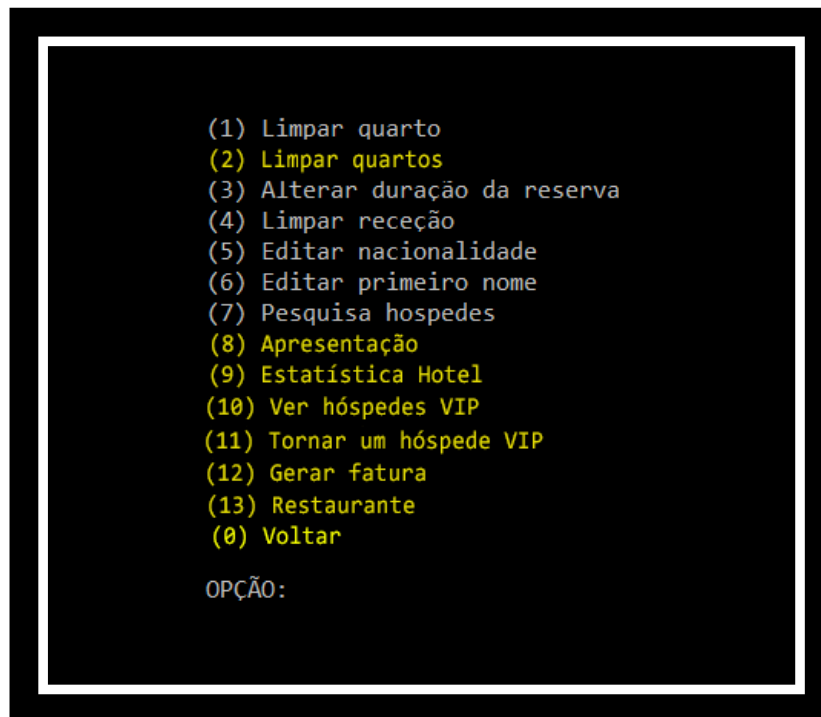 (1) Limpar quarto
(2) Limpar quartos
(3) Alterar duração da reserva
(4) Limpar receção
(5) Editar nacionalidade
(6) Editar primeiro nome
(7) Pesquisa hospedes
(8) Apresentação
(9) Estatística Hotel
(10) Ver hóspedes VIP
(11) Tornar um hóspede VIP
(12) Gerar fatura
(13) Restaurante
(0) Voltar
OPÇÃO: